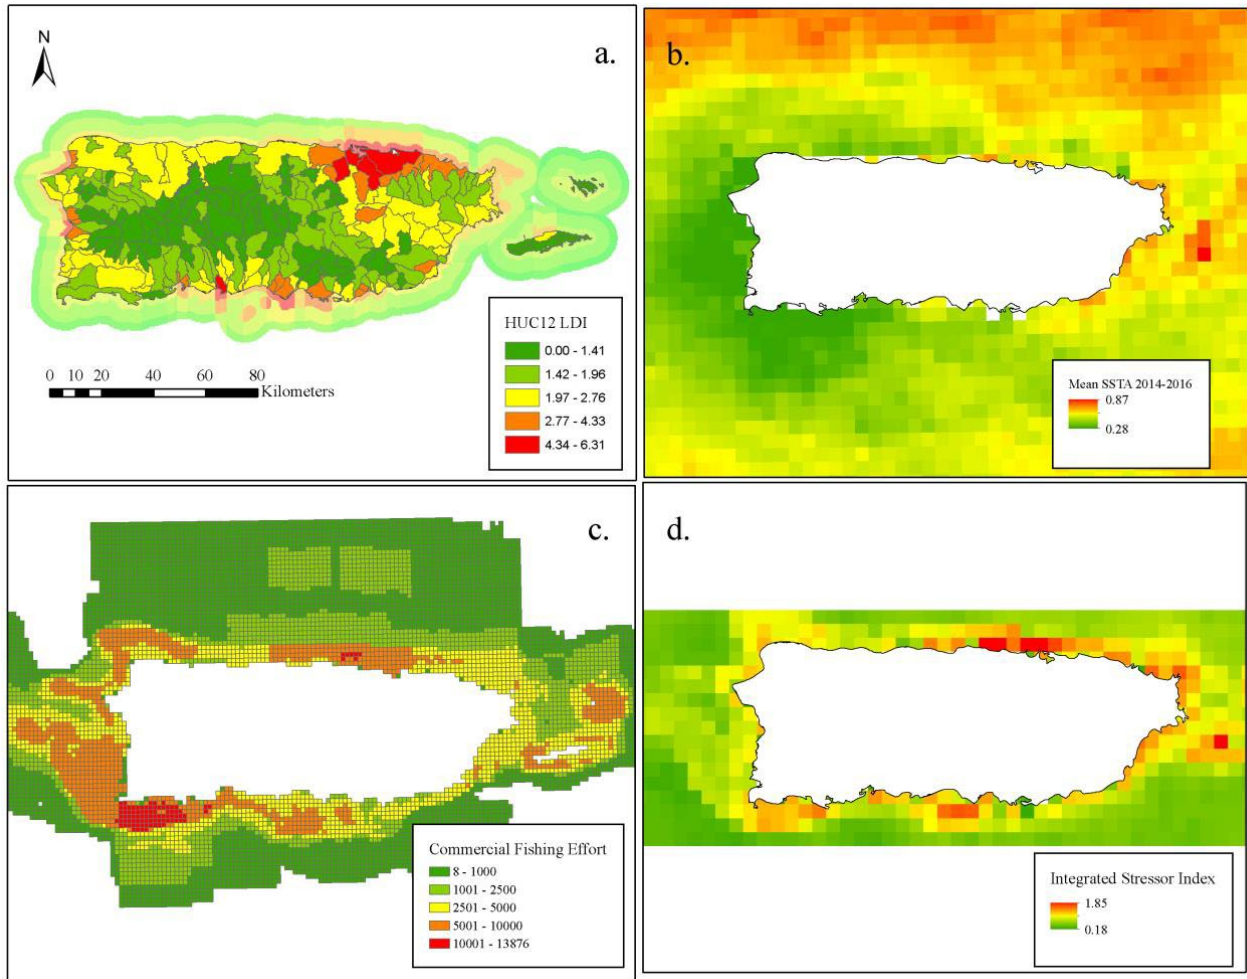 N
a.
HUC12 LDI
0.00 - 1.41
1.42 - 1.96
1.97 - 2.76
2.77 - 4.33
4.34 - 6.31
0 10 20 40 60 80
Kilometers
b.
Mean SSTA 2014-2016
0.87
0.28
c.
Commercial Fishing Effort
8 - 1000
1001 - 2500
2501 - 5000
5001 - 10000
10001 - 13876
d.
Integrated Stressor Index
1.85
0.18